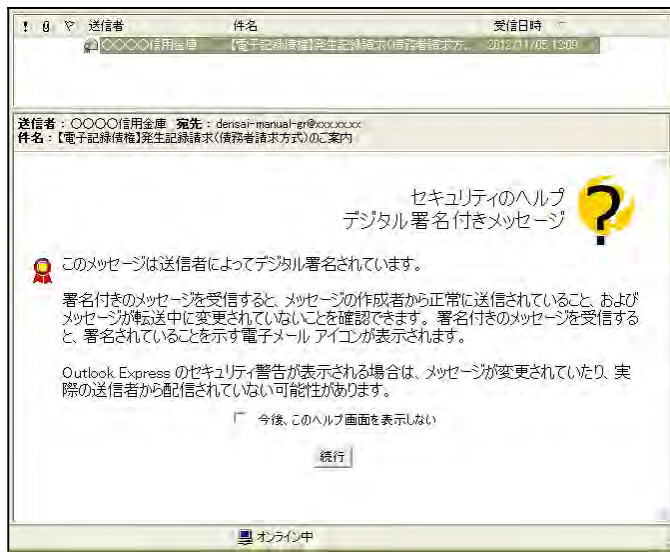 ! 0 送信者 件名 受信日時
〇〇〇〇信用金庫 【電子記録債権】発生記録請求(債務者請求方... 2012/11/05 13:09
送信者：〇〇〇〇信用金庫 宛先：densai-manual-gr@xxx.xx.xx
件名：【電子記録債権】発生記録請求(債務者請求方式)のご案内
セキュリティのヘルプ
デジタル署名付きメッセージ
このメッセージは送信者によってデジタル署名されています。
署名付きのメッセージを受信すると、メッセージの作成者から正常に送信されていること、および
メッセージが転送中に変更されていないことを確認できます。署名付きのメッセージを受信する
と、署名されていることを示す電子メール アイコンが表示されます。
Outlook Express のセキュリティ警告が表示される場合は、メッセージが変更されていたり、実
際の送信者から配信されていない可能性があります。
今後、このヘルプ画面を表示しない
続行
オンライン中